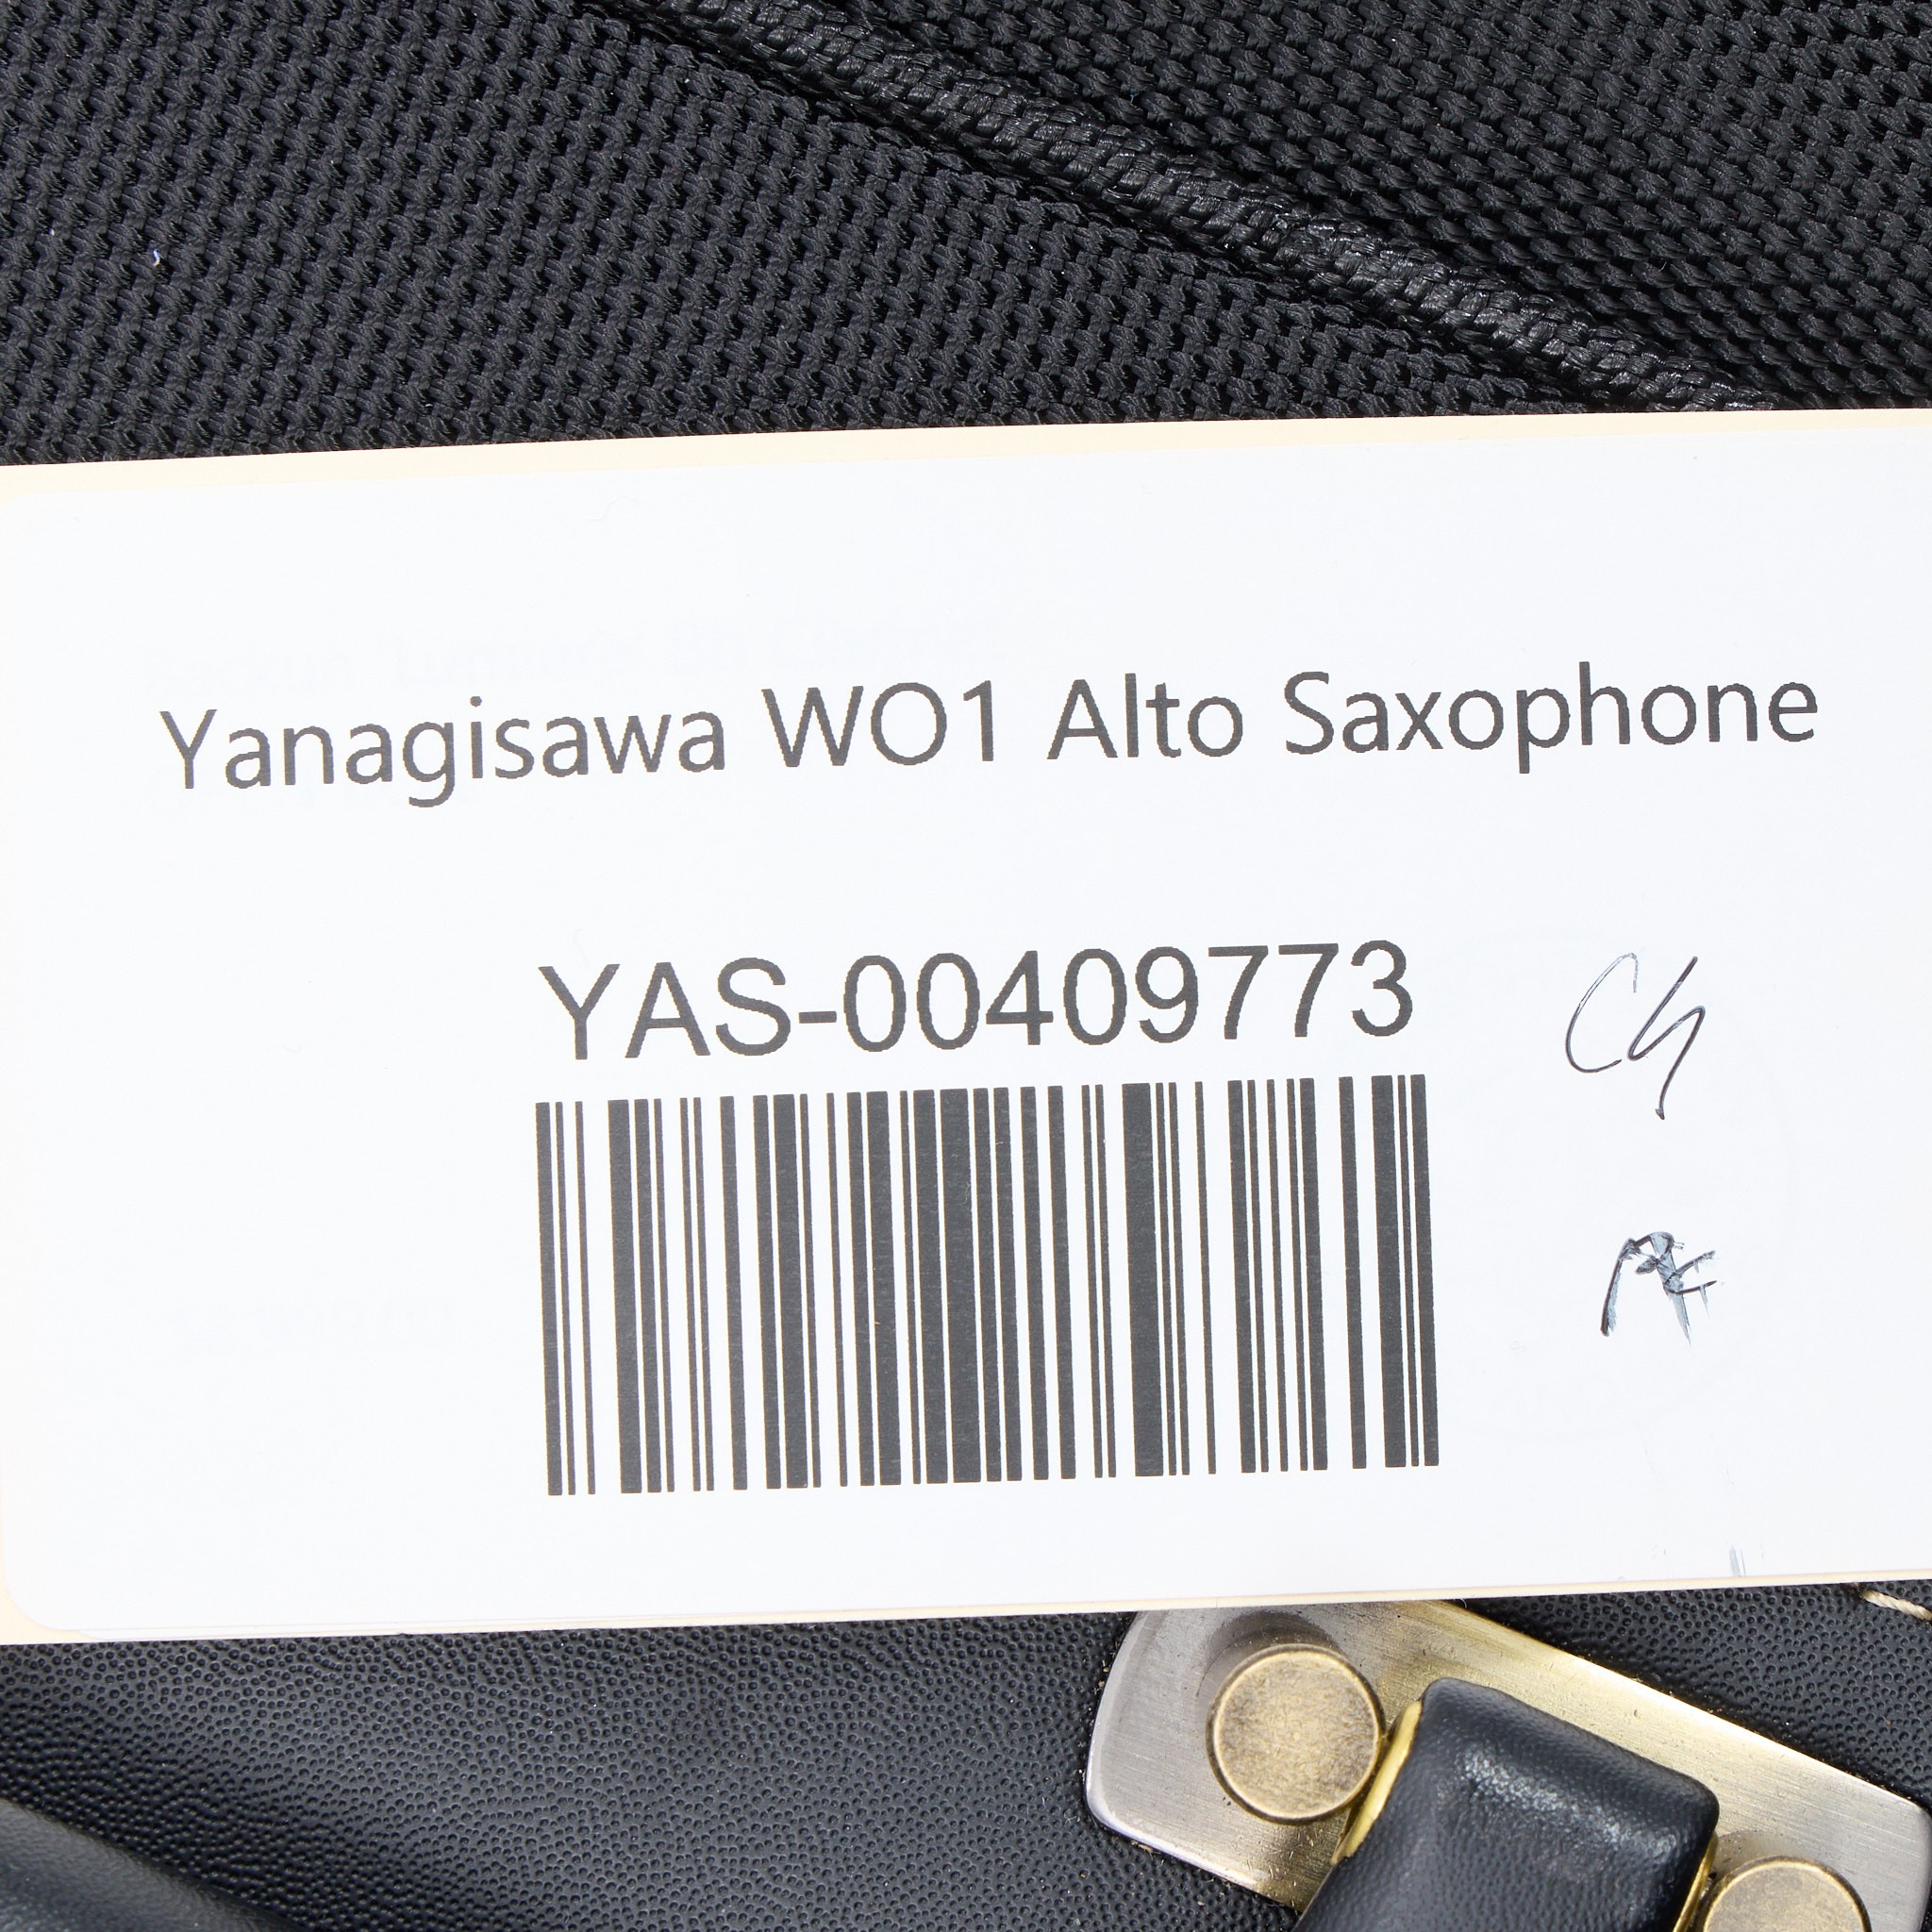 Yanagisawa WO1 Alto Saxophone
YAS-00409773